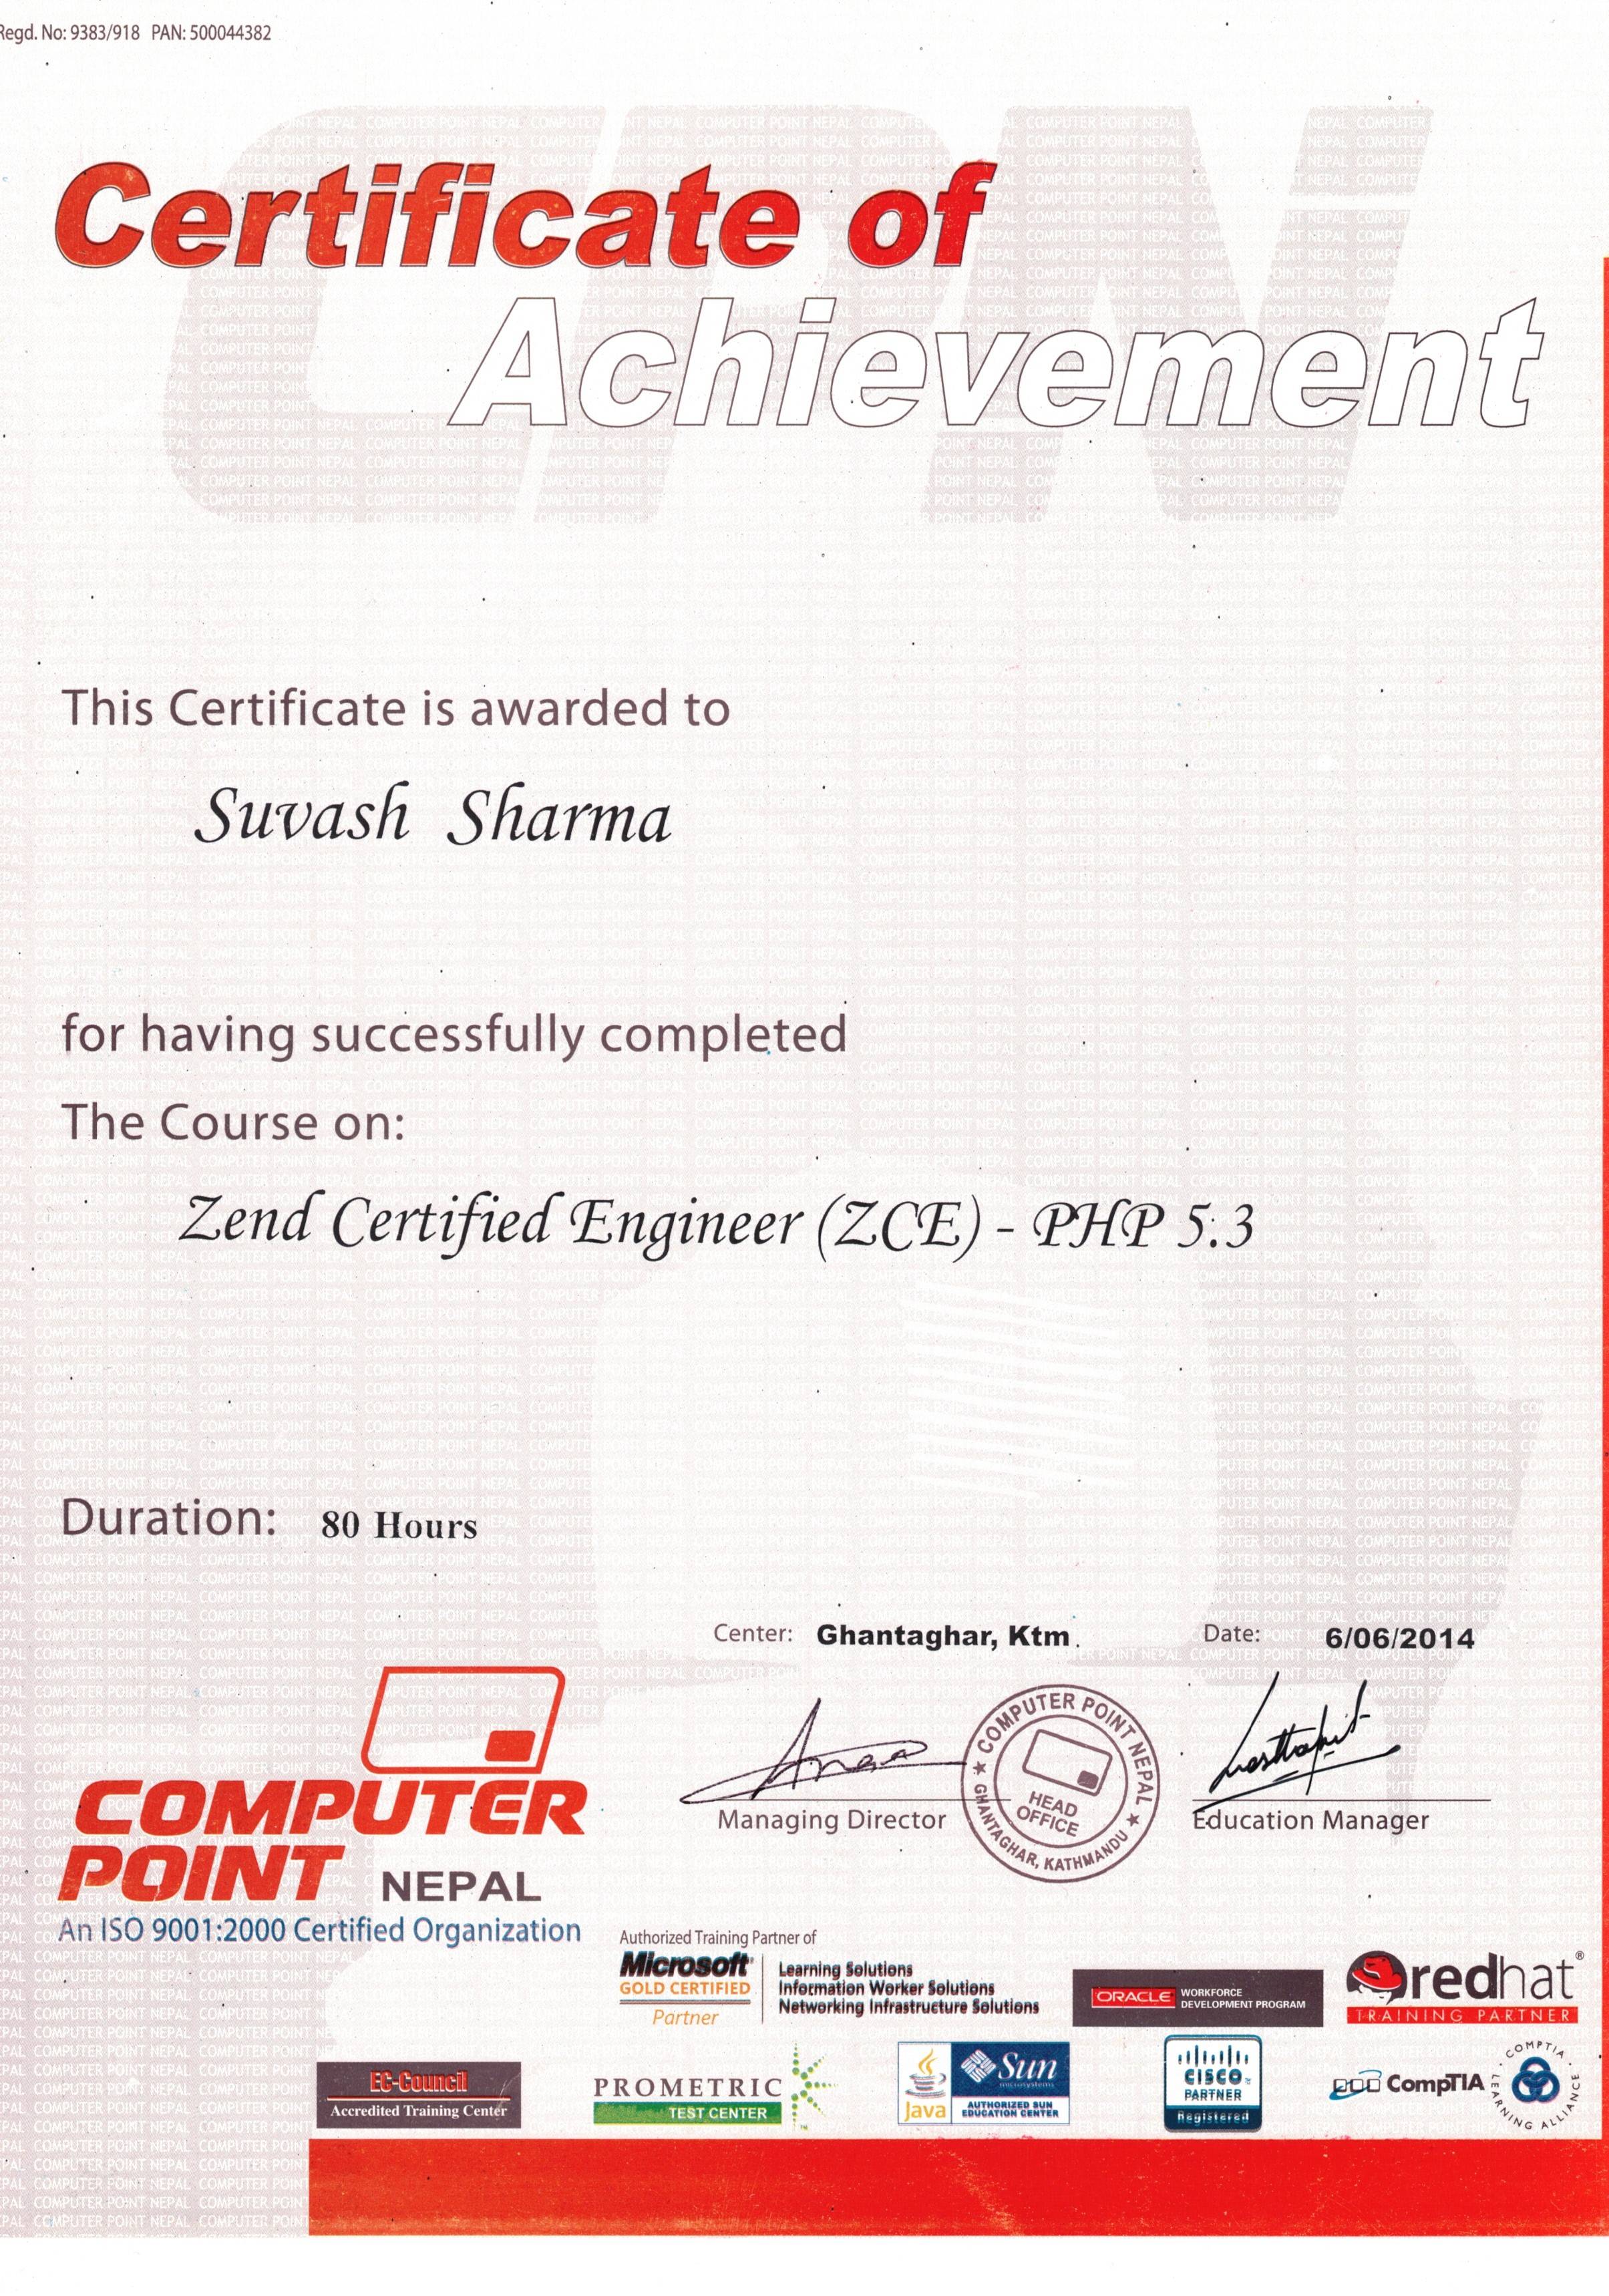 Regd. No: 9383/918 PAN: 500044382
Certificate of
Achievement
This Certificate is awarded to
Suvash Sharma
for having successfully completed
The Course on:
Zend Certified Engineer (ZCE) - PHP 5.3
Duration: 80 Hours
Center: Ghantaghar, Ktm. Date: 6/06/2014
Managing Director
COMPUTER POINT NEPAL
HEAD
OFFICE
GHANTAGHAR, KATHMANDU
Education Manager
COMPUTER
POINT NEPAL
An ISO 9001:2000 Certified Organization
Authorized Training Partner of
Microsoft
GOLD CERTIFIED
Partner
Learning Solutions
Information Worker Solutions
Networking Infrastructure Solutions
ORACLE WORKFORCE
DEVELOPMENT PROGRAM
redhat®
TRAINING PARTNER
EC-Council
Accredited Training Center
PROMETRIC
TEST CENTER
Java
Sun
microsystems
AUTHORIZED SUN
EDUCATION CENTER
CISCO
PARTNER
Registered
CompTIA
COMPTIA
LEARNING ALLIANCE